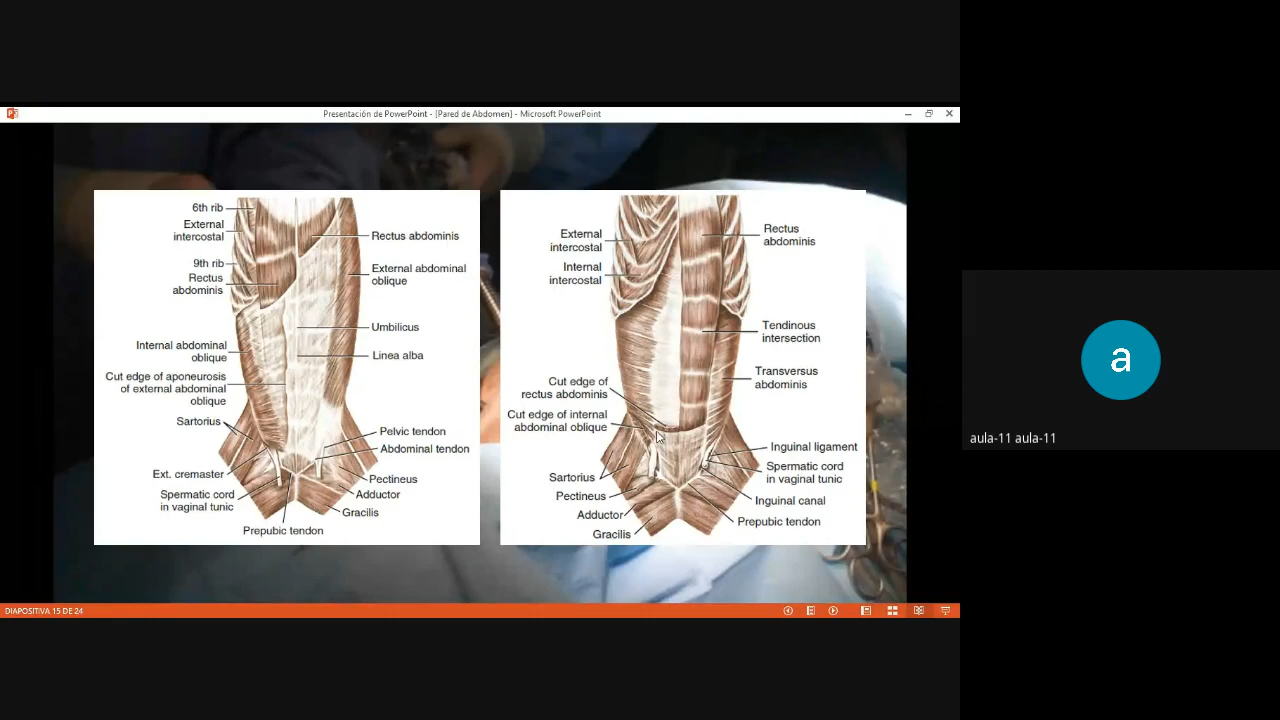 Presentación de PowerPoint - [Pared de Abdomen] - Microsoft PowerPoint
6th rib
External
intercostal
9th rib
Rectus
abdominis
Internal abdominal
oblique
Cut edge of aponeurosis
of external abdominal
oblique
Sartorius
Ext. cremaster
Spermatic cord
in vaginal tunic
Prepubic tendon
Rectus abdominis
External abdominal
oblique
Umbilicus
Linea alba
Pelvic tendon
Abdominal tendon
Pectineus
Adductor
Gracilis
External
intercostal
Internal
intercostal
Cut edge of
rectus abdominis
Cut edge of internal
abdominal oblique
Sartorius
Pectineus
Adductor
Gracilis
Rectus
abdominis
Tendinous
intersection
Transversus
abdominis
Inguinal ligament
Spermatic cord
in vaginal tunic
Inguinal canal
Prepubic tendon
DIAPOSITIVA 15 DE 24
a
aula-11 aula-11